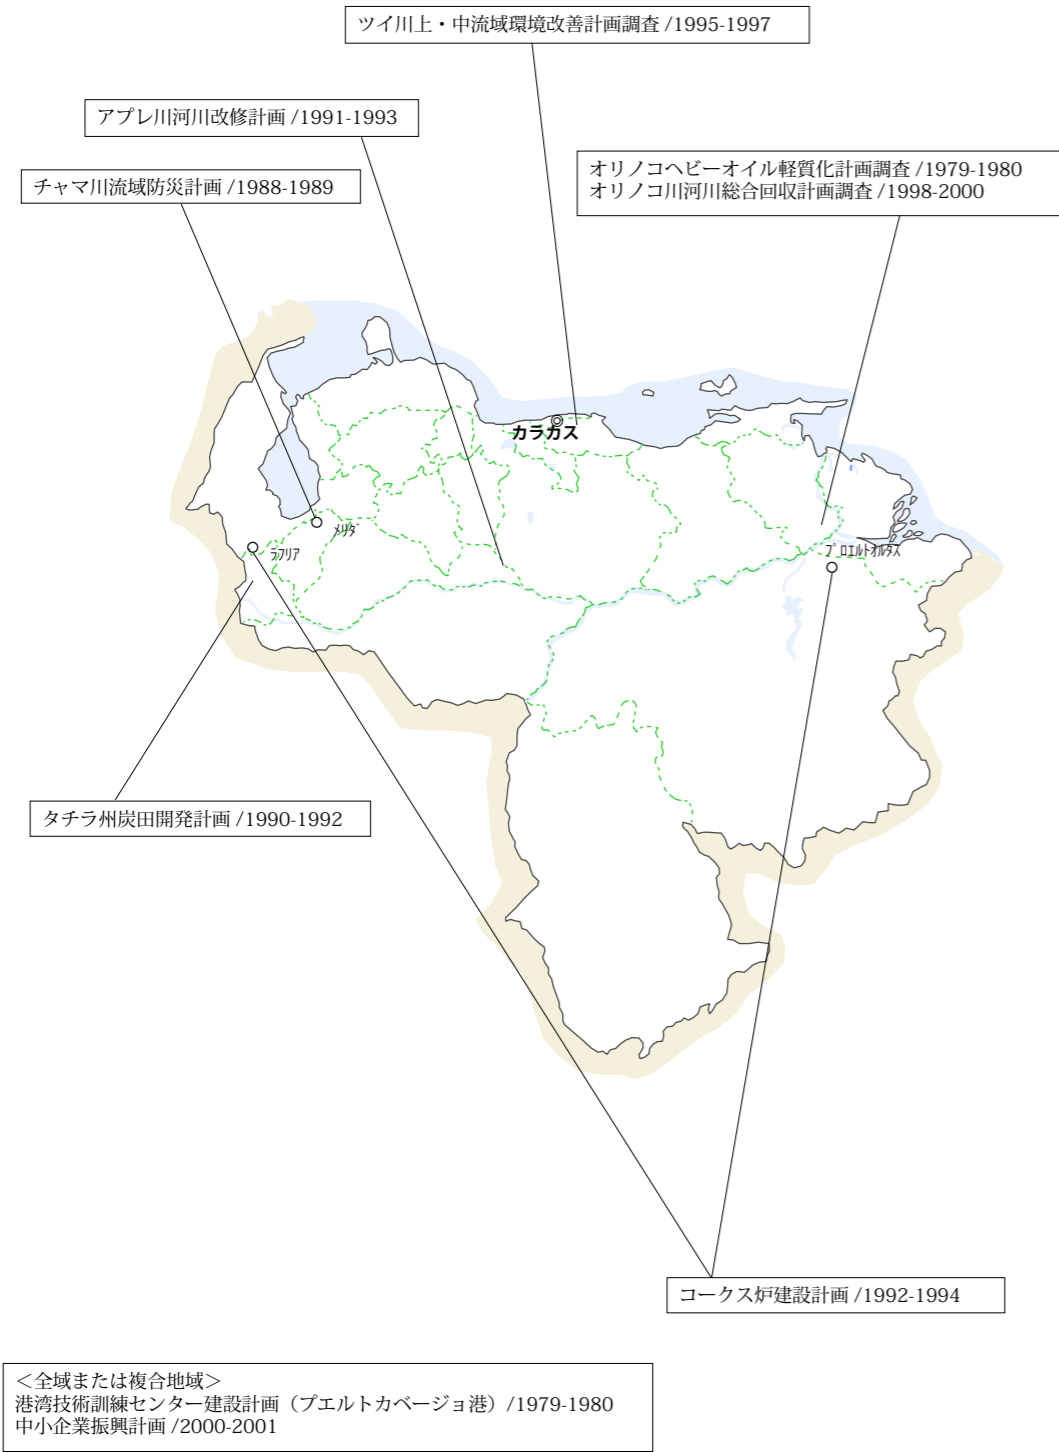 ツイ川上・中流域環境改善計画調査 /1995-1997
アプレ川河川改修計画 /1991-1993
オリノコヘビーオイル軽質化計画調査 /1979-1980
オリノコ川河川総合回収計画調査 /1998-2000
チャマ川流域防災計画 /1988-1989
カラカス
メリダ
ラフリア
プロエルトオルダス
タチラ州炭田開発計画 /1990-1992
コークス炉建設計画 /1992-1994
＜全域または複合地域＞
港湾技術訓練センター建設計画（プエルトカベージョ港）/1979-1980
中小企業振興計画 /2000-2001